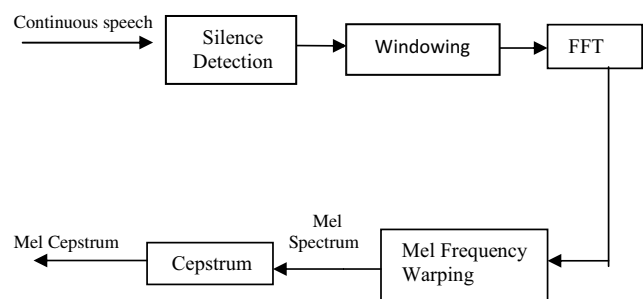 Continuous speech
Silence
Detection
Windowing
FFT
Mel Frequency
Warping
Mel
Spectrum
Cepstrum
Mel Cepstrum